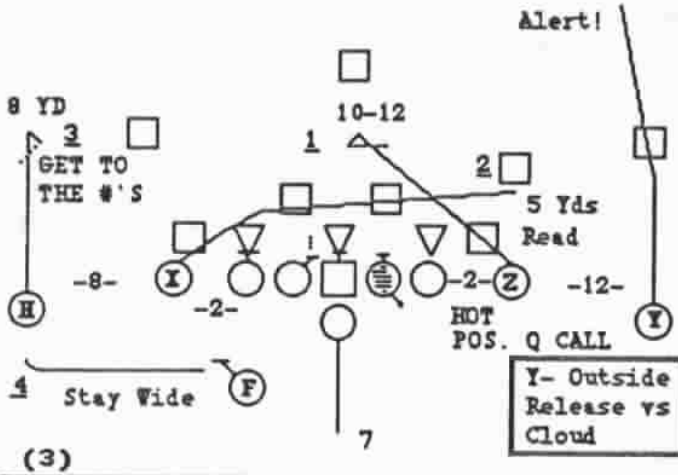 Alert!
8 YD
3
GET TO
THE #'S
10-12
1
2
5 Yds
Read
-8-
X
-2-
-2-
Z
-12-
H
Y
HOT
POS. Q CALL
4
Stay Wide
F
7
Y- Outside
Release vs
Cloud
(3)